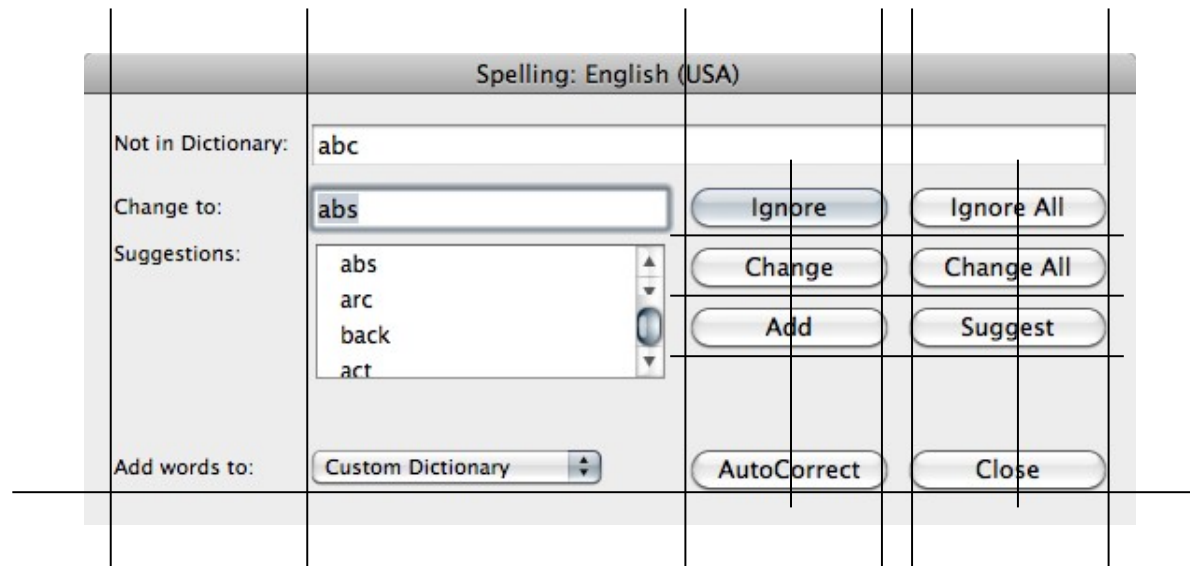 Spelling: English (USA)
Not in Dictionary: abc
Change to: abs Ignore Ignore All
Suggestions: abs Change Change All
arc
back Add Suggest
act
Add words to: Custom Dictionary AutoCorrect Close